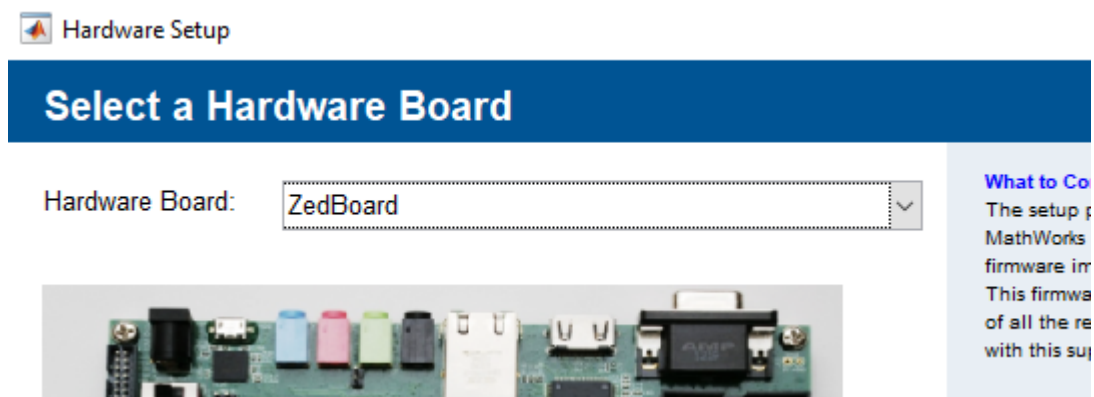 Hardware Setup
Select a Hardware Board
Hardware Board:
ZedBoard
What to Co
The setup p
MathWorks
firmware im
This firmwa
of all the re
with this sup
AMP